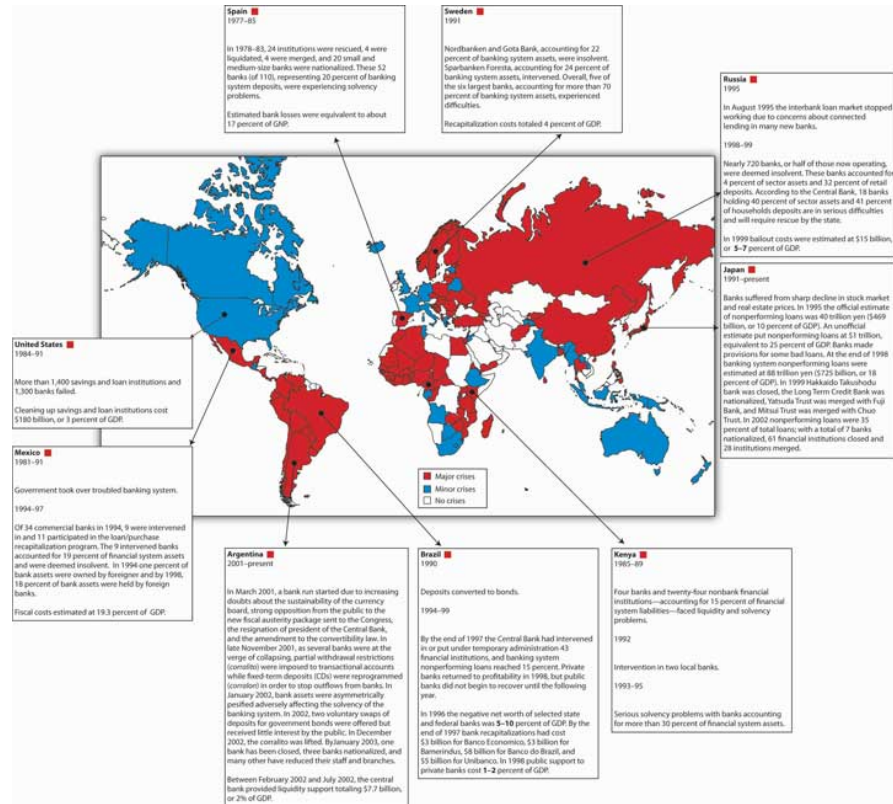 Spain
1977–85
In 1978–83, 24 institutions were rescued, 4 were
liquidated, 4 were merged, and 20 small and
medium-size banks were nationalized. These 52
banks (of 110), representing 20 percent of banking
system deposits, were experiencing solvency
problems.
Estimated bank losses were equivalent to about
17 percent of GNP.
Sweden
1991
Nordbanken and Gota Bank, accounting for 22
percent of banking system assets, were insolvent.
Sparbanken Foresta, accounting for 24 percent of
banking system assets, intervened. Overall, five of
the six largest banks, accounting for more than 70
percent of banking system assets, experienced
difficulties.
Recapitalization costs totaled 4 percent of GDP.
Russia
1995
In August 1995 the interbank loan market stopped
working due to concerns about connected
lending in many new banks.
1998–99
Nearly 720 banks, or half of those now operating,
were deemed insolvent. These banks accounted for
4 percent of sector assets and 32 percent of retail
deposits. According to the Central Bank, 18 banks
holding 40 percent of sector assets and 41 percent
of households deposits are in serious difficulties
and will require rescue by the state.
In 1999 bailout costs were estimated at $15 billion,
or 5–7 percent of GDP.
Japan
1991–present
Banks suffered from sharp decline in stock market
and real estate prices. In 1995 the official estimate
of nonperforming loans was 40 trillion yen ($469
billion, or 10 percent of GDP). An unofficial
estimate put nonperforming loans at $1 trillion,
equivalent to 25 percent of GDP. Banks made
provisions for some bad loans. At the end of 1998
banking system nonperforming loans were
estimated at 88 trillion yen ($725 billion, or 18
percent of GDP). In 1999 Hakkaido Takushodu
bank was closed, the Long Term Credit Bank was
nationalized, Yatsuda Trust was merged with Fuji
Bank, and Mitsui Trust was merged with Chuo
Trust. In 2002 nonperforming loans were 35
percent of total loans; with a total of 7 banks
nationalized, 61 financial institutions closed and
28 institutions merged.
United States
1984–91
More than 1,400 savings and loan institutions and
1,300 banks failed.
Cleaning up savings and loan institutions cost
$180 billion, or 3 percent of GDP.
Mexico
1981–91
Government took over troubled banking system.
1994–97
Of 34 commercial banks in 1994, 9 were intervened
in and 11 participated in the loan/purchase
recapitalization program. The 9 intervened banks
accounted for 19 percent of financial system assets
and were deemed insolvent. In 1994 one percent of
bank assets were owned by foreigner and by 1998,
18 percent of bank assets were held by foreign
banks.
Fiscal costs estimated at 19.3 percent of GDP.
Major crises
Minor crises
No crises
Argentina
2001–present
In March 2001, a bank run started due to increasing
doubts about the sustainability of the currency
board, strong opposition from the public to the
new fiscal austerity package sent to the Congress,
the resignation of president of the Central Bank,
and the amendment to the convertibility law. In
late November 2001, as several banks were at the
verge of collapsing, partial withdrawal restrictions
(corralito) were imposed to transactional accounts
while fixed-term deposits (CDs) were reprogrammed
(corralon) in order to stop outflows from banks. In
January 2002, bank assets were asymmetrically
pesified adversely affecting the solvency of the
banking system. In 2002, two voluntary swaps of
deposits for government bonds were offered but
received little interest by the public. In December
2002, the corralito was lifted. By January 2003, one
bank has been closed, three banks nationalized, and
many other have reduced their staff and branches.
Between February 2002 and July 2002, the central
bank provided liquidity support totaling $7.7 billion,
or 2% of GDP.
Brazil
1990
Deposits converted to bonds.
1994–99
By the end of 1997 the Central Bank had intervened
in or put under temporary administration 43
financial institutions, and banking system
nonperforming loans reached 15 percent. Private
banks returned to profitability in 1998, but public
banks did not begin to recover until the following
year.
In 1996 the negative net worth of selected state
and federal banks was 5–10 percent of GDP. By the
end of 1997 bank recapitalizations had cost
$3 billion for Banco Economico, $3 billion for
Bamerindus, $8 billion for Banco do Brazil, and
$5 billion for Unibanco. In 1998 public support to
private banks cost 1–2 percent of GDP.
Kenya
1985–89
Four banks and twenty-four nonbank financial
institutions—accounting for 15 percent of financial
system liabilities—faced liquidity and solvency
problems.
1992
Intervention in two local banks.
1993–95
Serious solvency problems with banks accounting
for more than 30 percent of financial system assets.